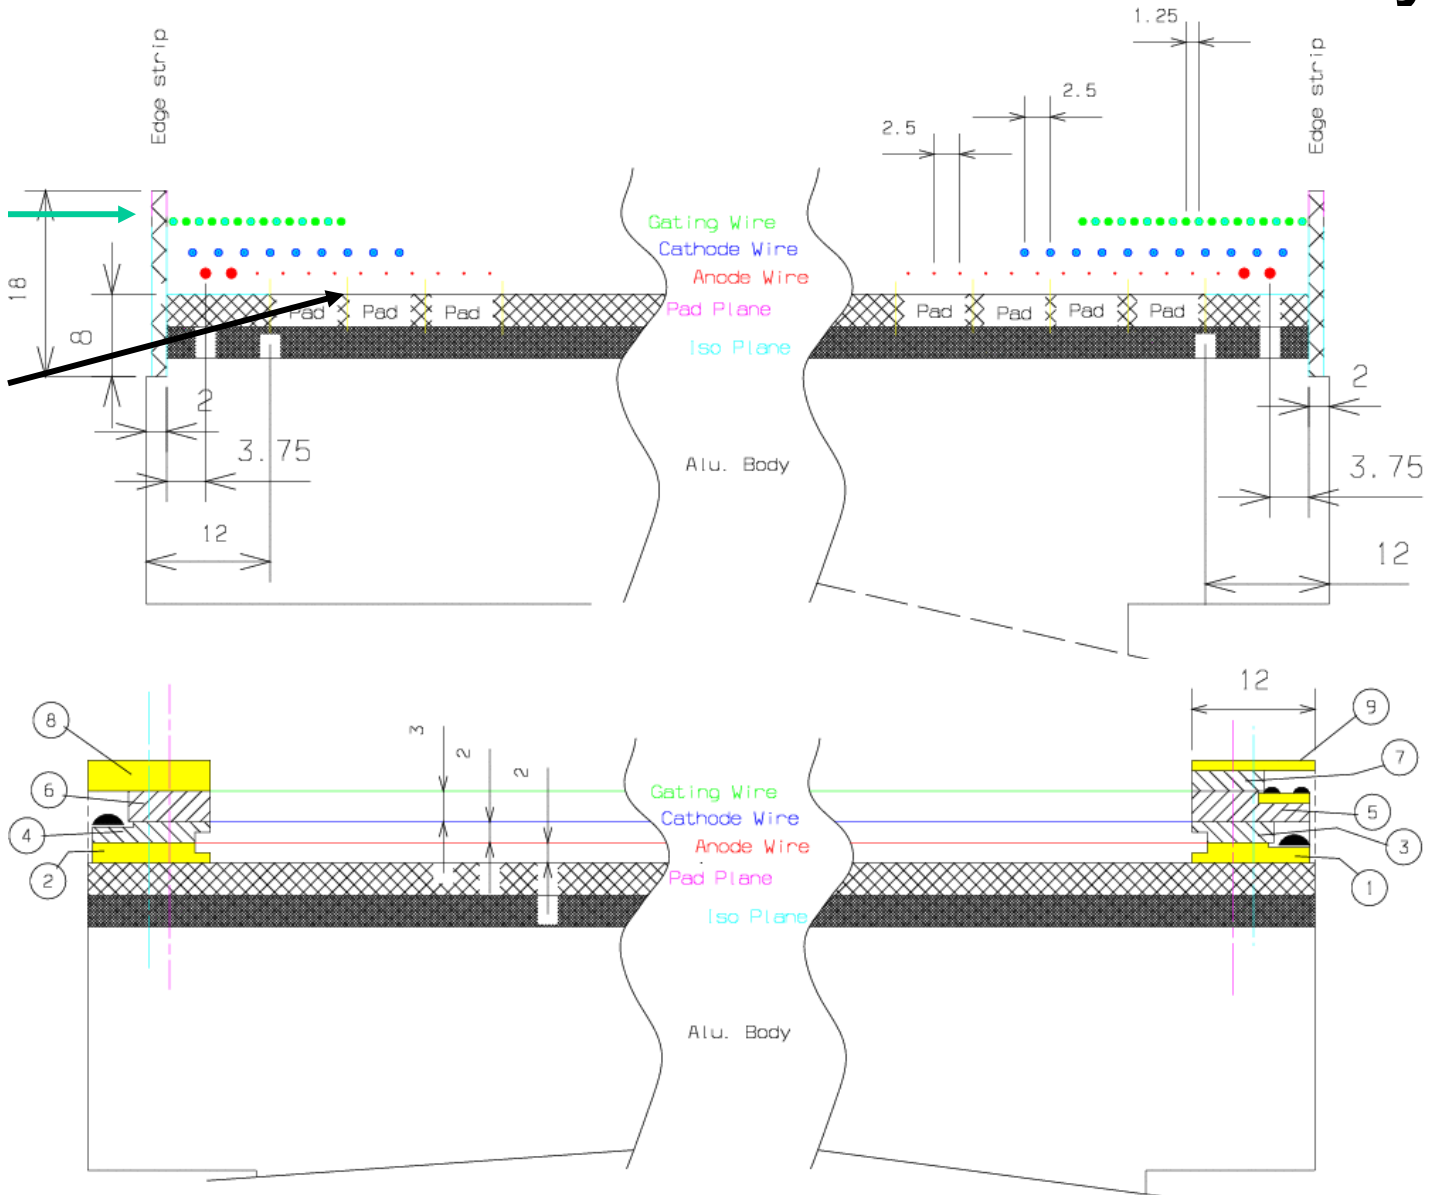 1.25
Edge strip
Edge strip
2.5
2.5
Gating Wire
Cathode Wire
Anode Wire
Pad Plane
Iso Plane
Pad
Pad
Pad
Pad
Pad
Pad
Pad
18
8
2
3.75
12
2
3.75
12
Alu. Body
12
8
6
4
2
3
2
2
9
7
5
3
1
Gating Wire
Cathode Wire
Anode Wire
Pad Plane
Iso Plane
Alu. Body